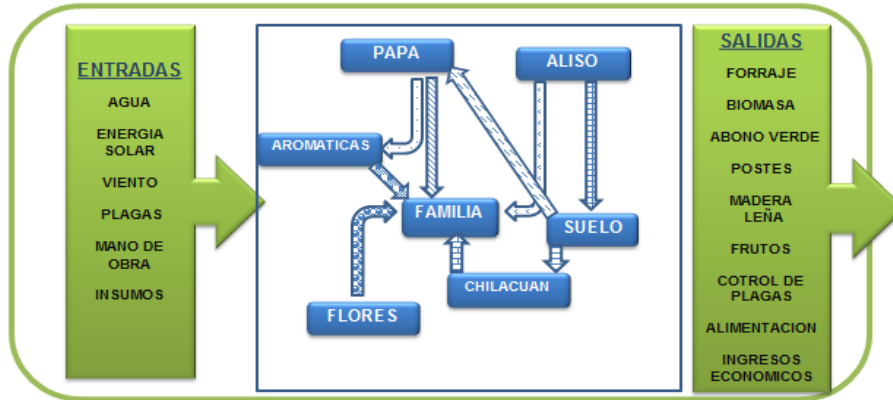 ENTRADAS
AGUA
ENERGIA
SOLAR
VIENTO
PLAGAS
MANO DE
OBRA
INSUMOS
PAPA
ALISO
AROMATICAS
FAMILIA
SUELO
CHILACUAN
FLORES
SALIDAS
FORRAJE
BIOMASA
ABONO VERDE
POSTES
MADERA
LEÑA
FRUTOS
COTROL DE
PLAGAS
ALIMENTACION
INGRESOS
ECONOMICOS